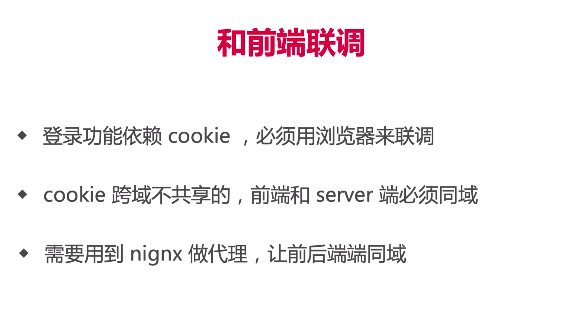 和前端联调
◆ 登录功能依赖 cookie ，必须用浏览器来联调
◆ cookie 跨域不共享的，前端和 server 端必须同域
◆ 需要用到 nignx 做代理，让前后端端同域